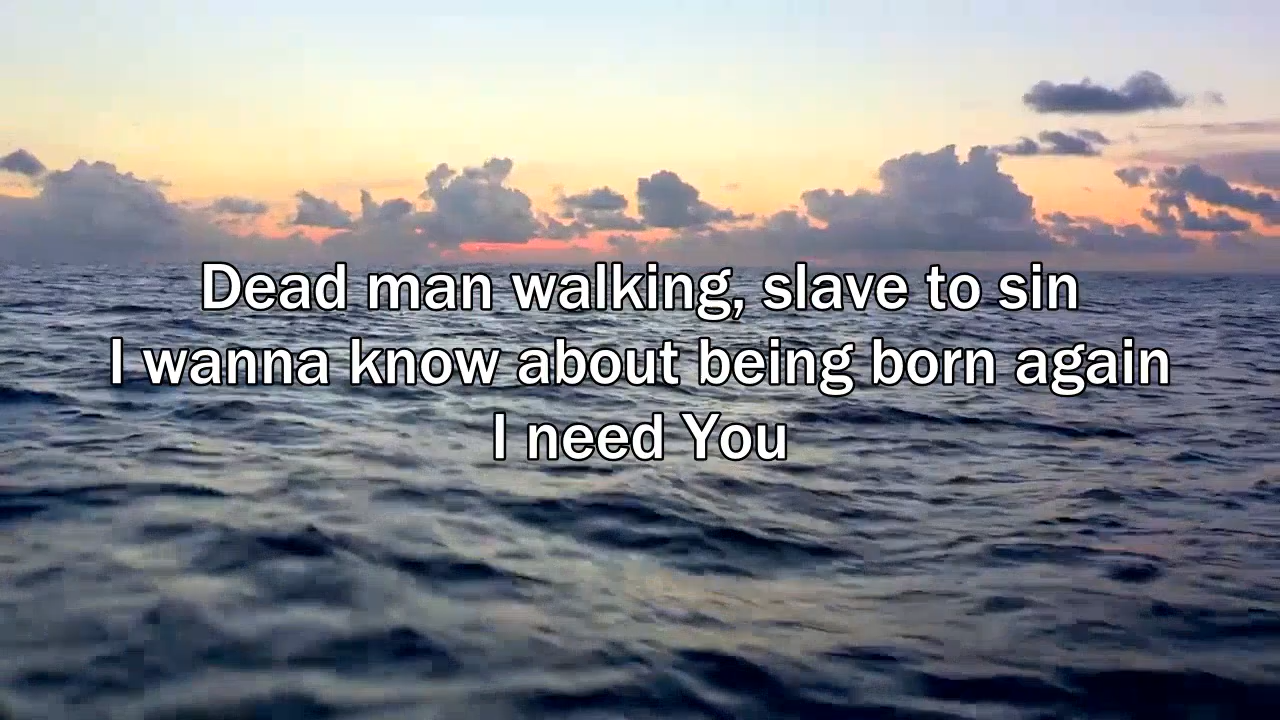 Dead man walking, slave to sin
I wanna know about being born again
I need You